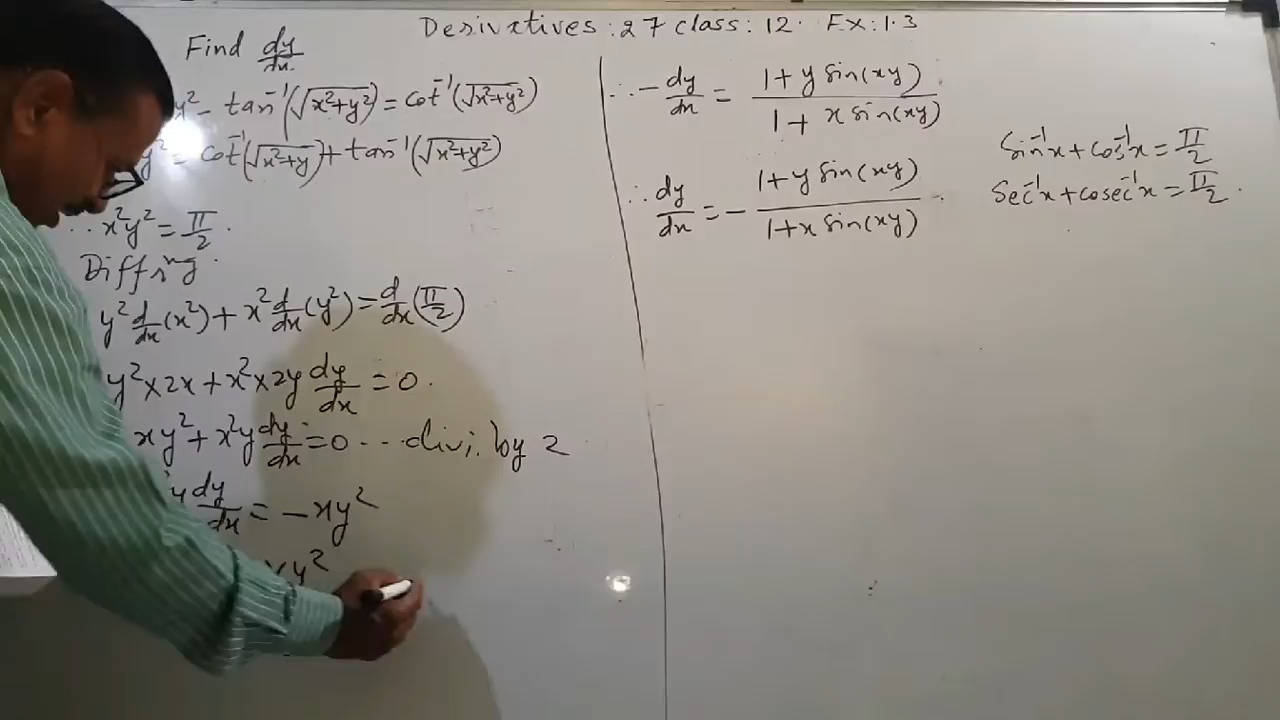 Derivatives : 27 class : 12. EX : 1.3
Find dy/dx
y² - tan⁻¹(√x²+y²) = cot⁻¹(√x²+y²)
y² = cot⁻¹(√x²+y) + tan⁻¹(√x²+y²)
∴ x²y² = π/2.
Diffing.
y² d/dx(x²) + x² d/dx(y²) = d/dx(π/2)
y² × 2x + x² × 2y dy/dx = 0.
xy² + x²y dy/dx = 0 --- divi. by 2
y dy/dx = -xy²
xy²
∴ - dy/dx = 1+y sin(xy) / 1+ x sin(xy)
∴ dy/dx = - 1+y sin(xy) / 1+x sin(xy)
Sin⁻¹x + cos⁻¹x = π/2
Sec⁻¹x + cosec⁻¹x = π/2.